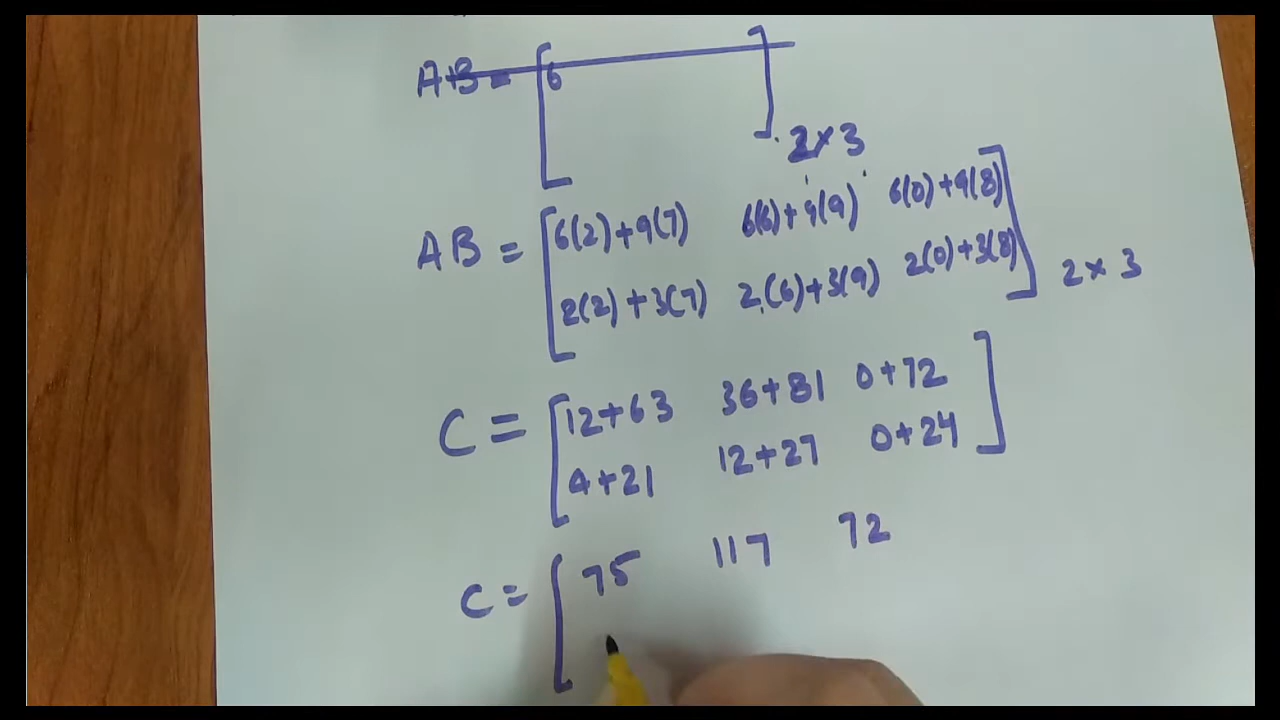 A+B = [6 ] 2×3
AB = [6(2)+9(7) 6(6)+9(9) 6(0)+9(8)
2(2)+3(7) 2(6)+3(9) 2(0)+3(8)] 2×3
C = [12+63 36+81 0+72
4+21 12+27 0+24]
C = [75 117 72